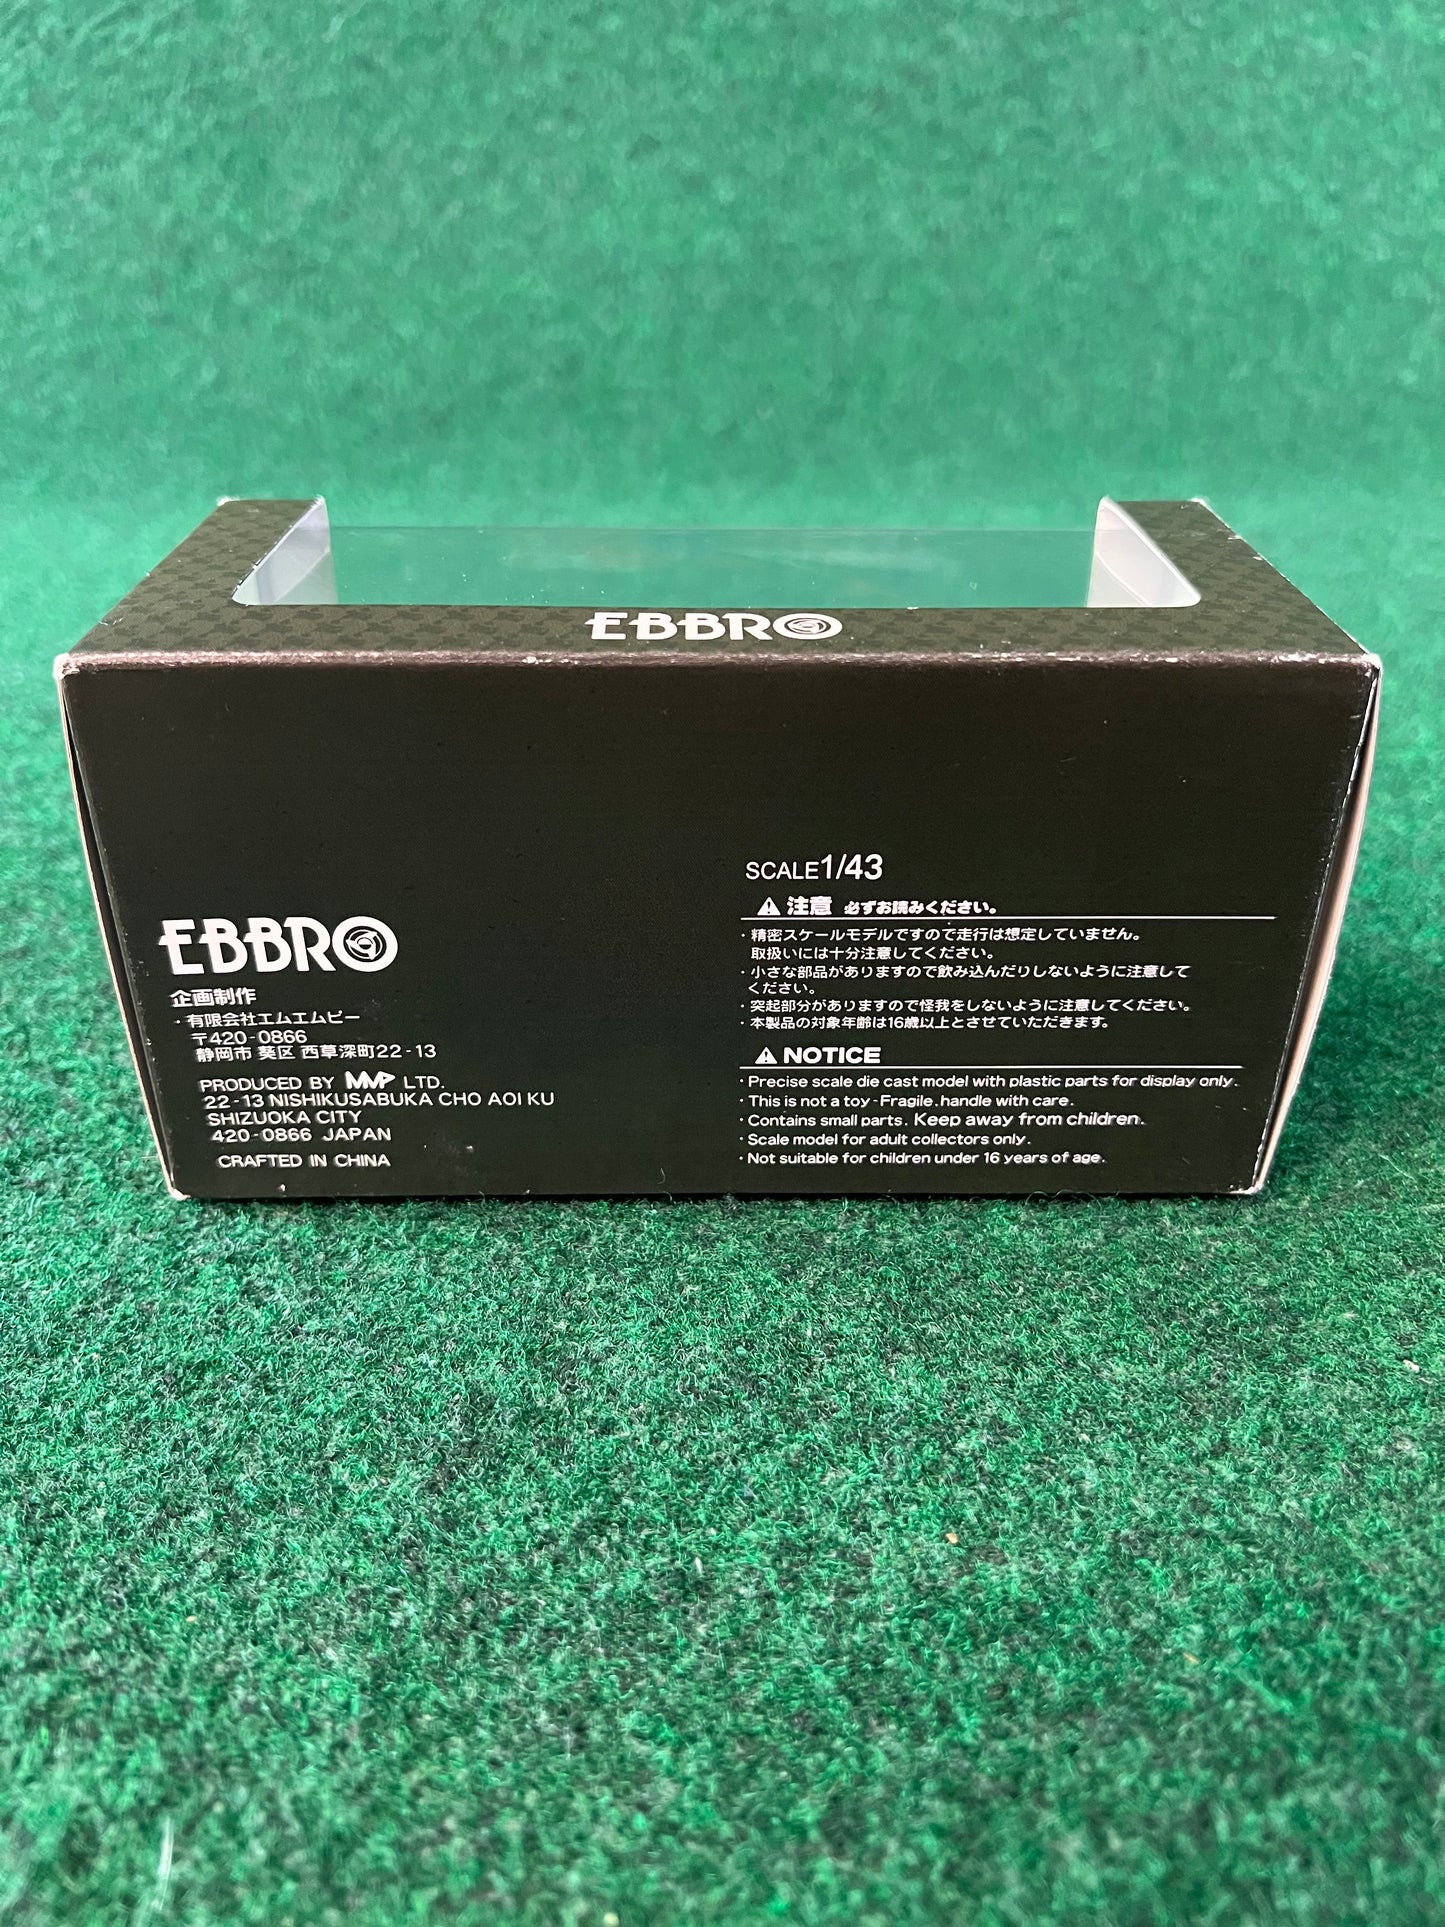 EBBRO
EBBRO
企画制作
・有限会社エムエムピー
〒420-0866
静岡市 葵区 西草深町22-13
PRODUCED BY MMP LTD.
22-13 NISHIKUSABUKA CHO AOI KU
SHIZUOKA CITY
420-0866 JAPAN
CRAFTED IN CHINA
SCALE1/43
⚠ 注意 必ずお読みください。
・精密スケールモデルですので走行は想定していません。
取扱いには十分注意してください。
・小さな部品がありますので飲み込んだりしないように注意して
ください。
・突起部分がありますので怪我をしないように注意してください。
・本製品の対象年齢は16歳以上とさせていただきます。
⚠ NOTICE
・Precise scale die cast model with plastic parts for display only.
・This is not a toy-Fragile.handle with care.
・Contains small parts. Keep away from children.
・Scale model for adult collectors only.
・Not suitable for children under 16 years of age.